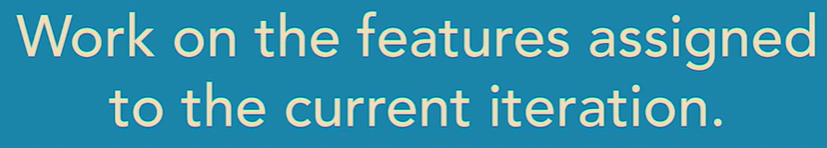 Work on the features assigned
to the current iteration.